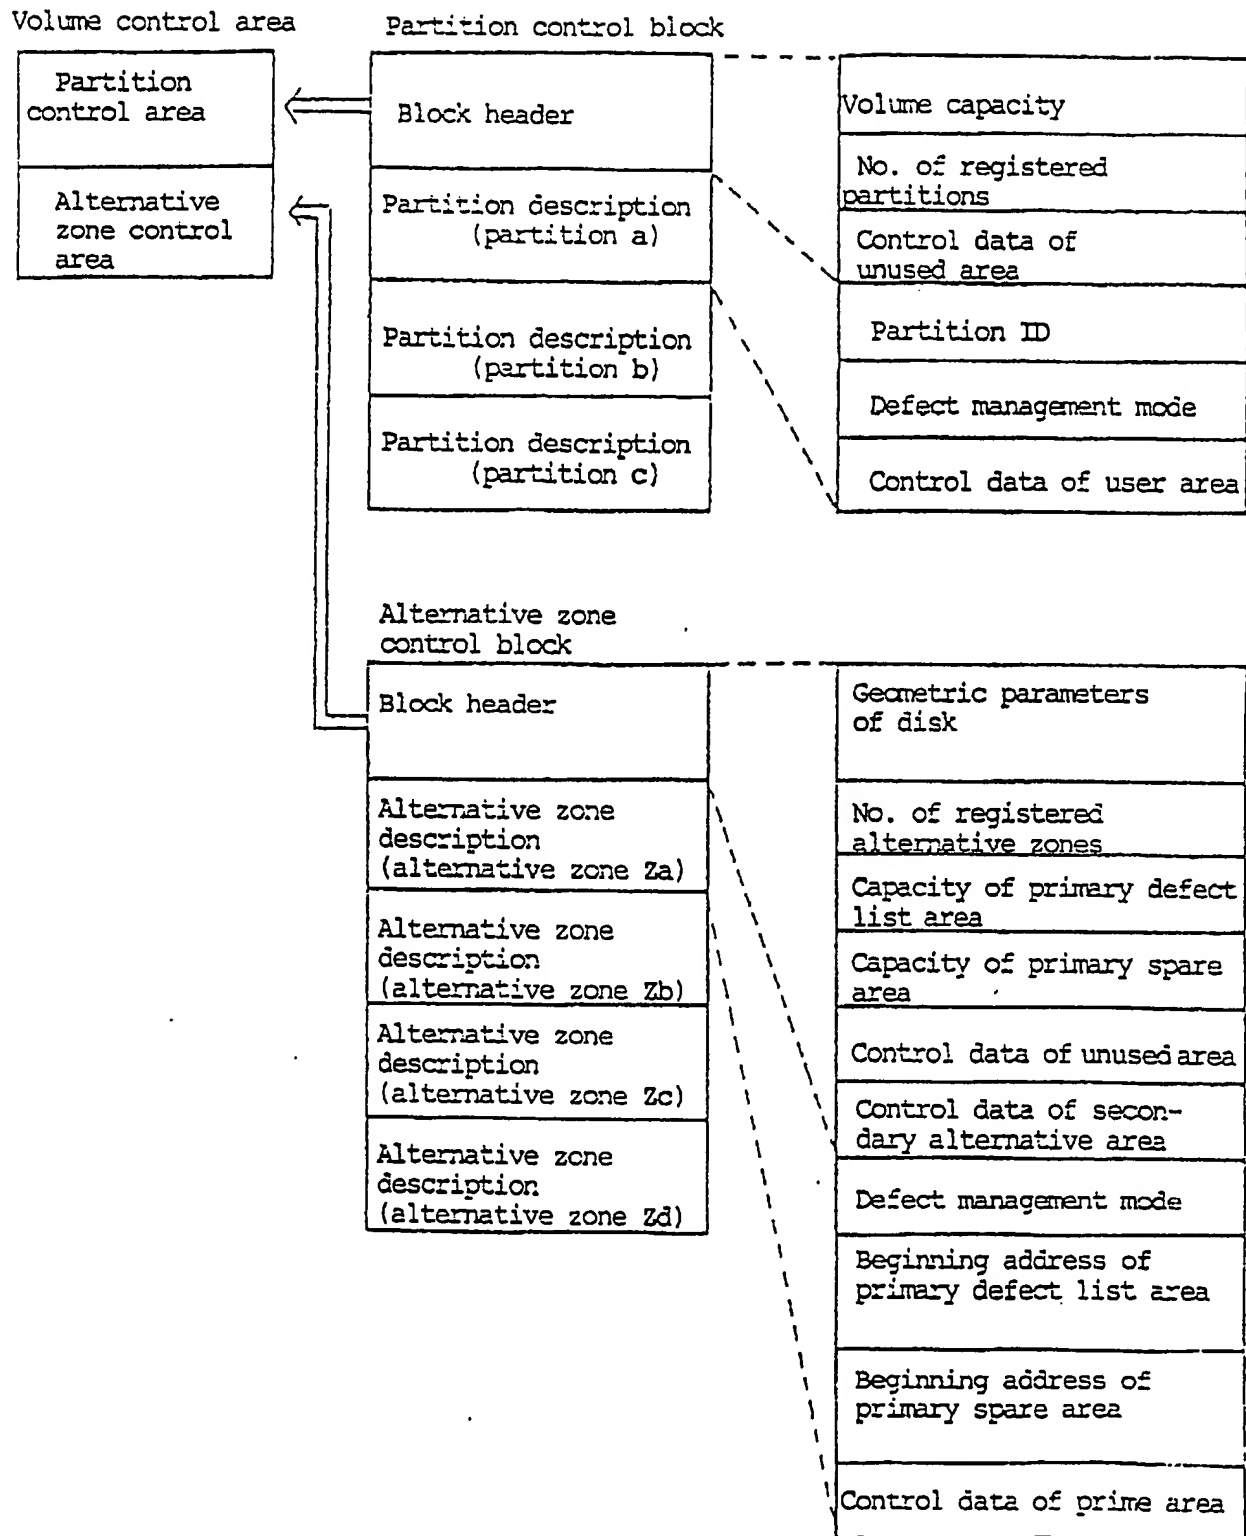 Volume control area
Partition
control area
Alternative
zone control
area
Partition control block
Block header
Partition description
(partition a)
Partition description
(partition b)
Partition description
(partition c)
Volume capacity
No. of registered
partitions
Control data of
unused area
Partition ID
Defect management mode
Control data of user area
Alternative zone
control block
Block header
Alternative zone
description
(alternative zone Za)
Alternative zone
description
(alternative zone Zb)
Alternative zone
description
(alternative zone Zc)
Alternative zone
description
(alternative zone Zd)
Geometric parameters
of disk
No. of registered
alternative zones
Capacity of primary defect
list area
Capacity of primary spare
area
Control data of unused area
Control data of secon-
dary alternative area
Defect management mode
Beginning address of
primary defect list area
Beginning address of
primary spare area
Control data of prime area